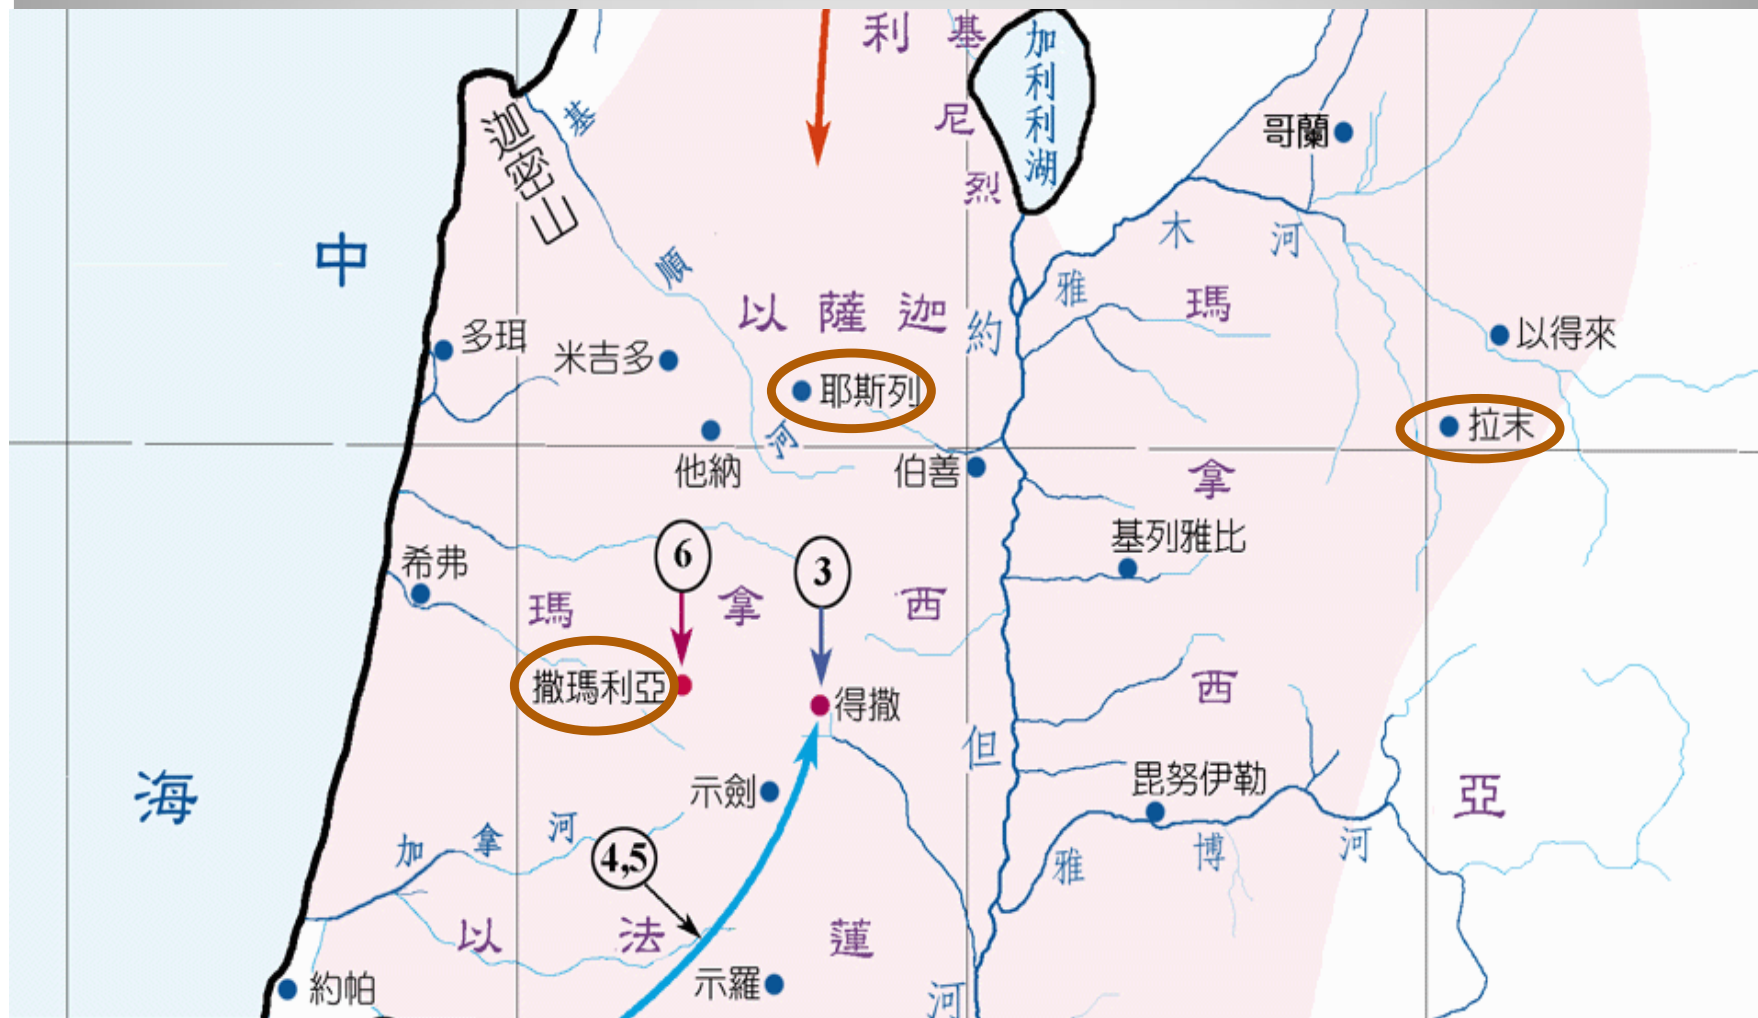 利 基
尼
烈
加利利湖
哥蘭
迦密山
基
順
河
中
海
木 河
雅
瑪
以薩迦
約
多珥
米吉多
耶斯列
以得來
拉末
他納
伯善
拿
基列雅比
希弗
6
3
瑪 拿 西
西
撒瑪利亞
得撒
但
示劍
毘努伊勒
亞
加 拿 河
4,5
雅 博 河
以 法 蓮
示羅
河
約帕